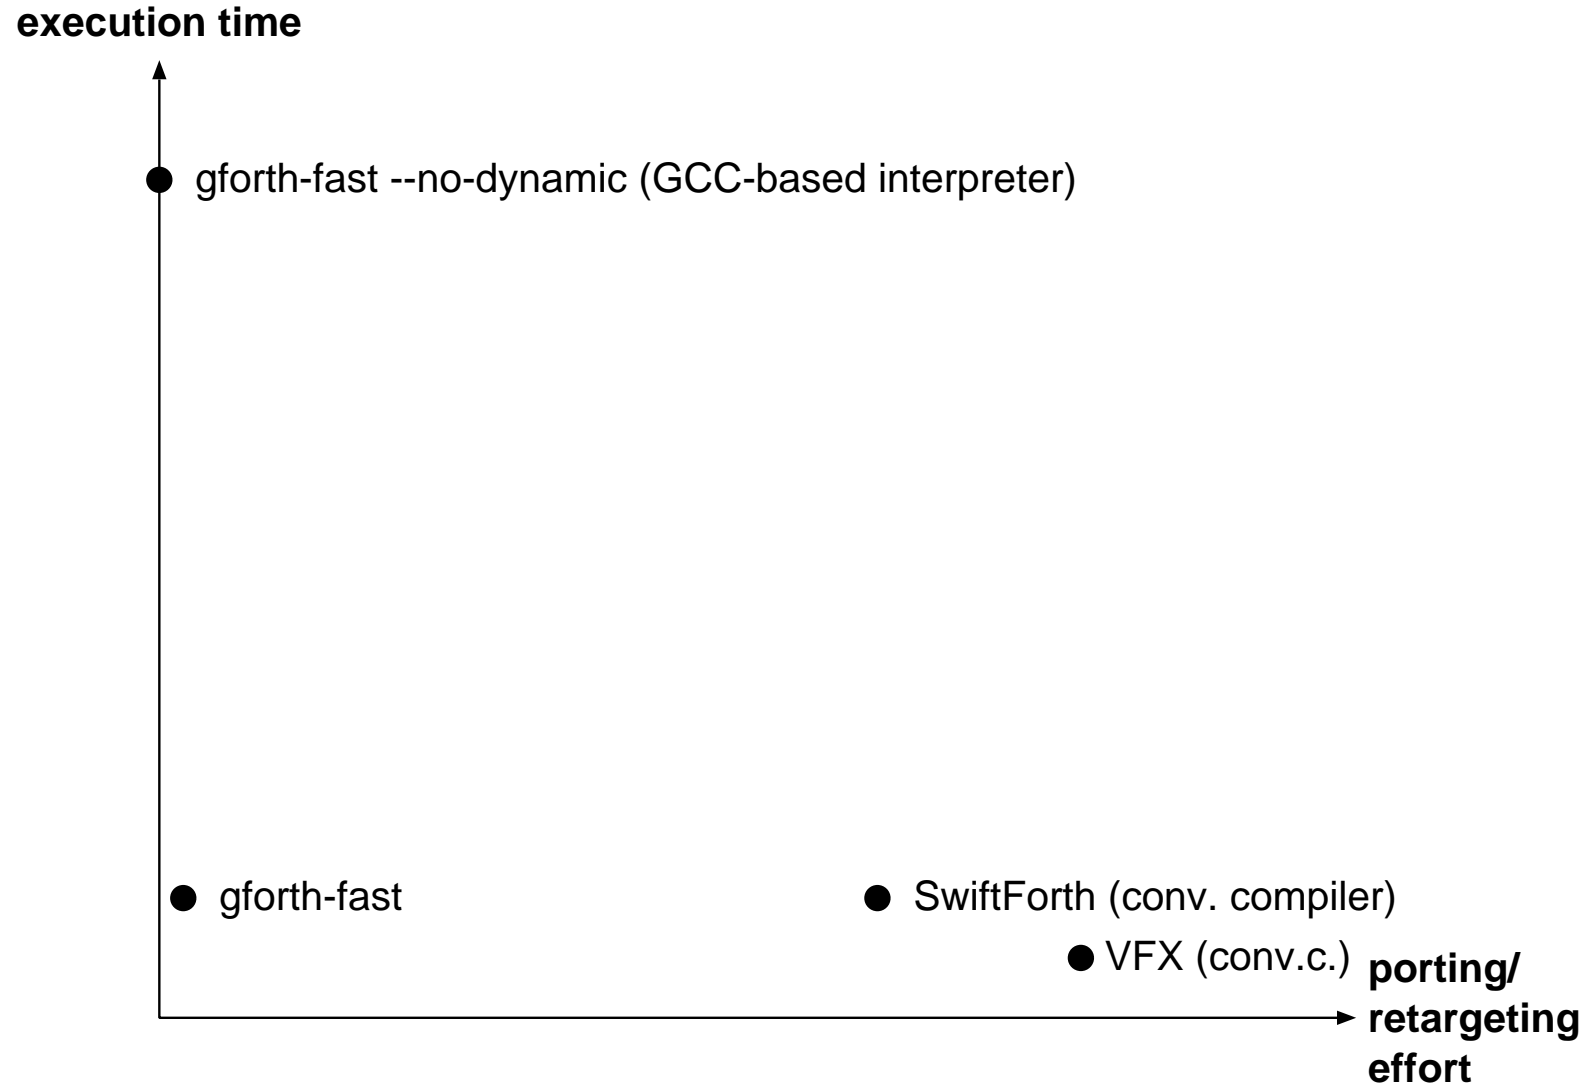 execution time
gforth-fast --no-dynamic (GCC-based interpreter)
gforth-fast
SwiftForth (conv. compiler)
VFX (conv.c.)
porting/
retargeting
effort